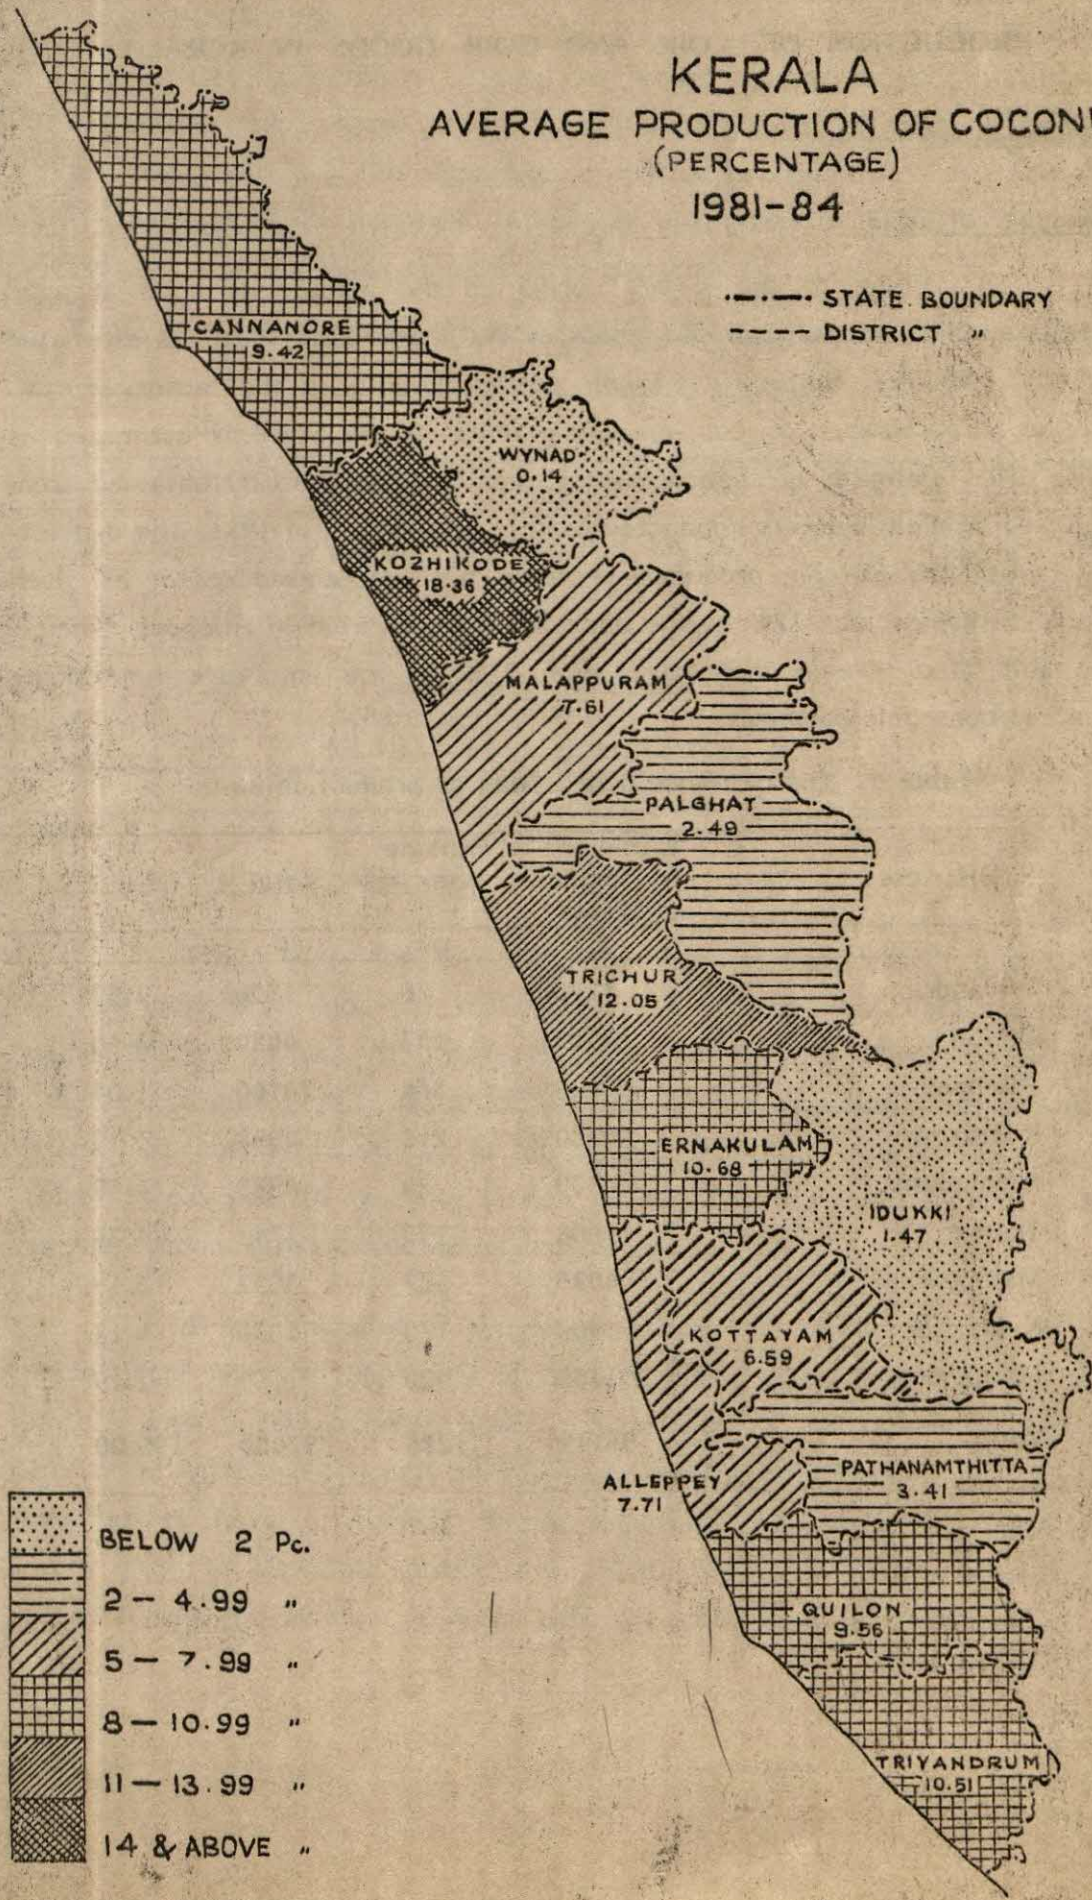 KERALA
AVERAGE PRODUCTION OF COCON
(PERCENTAGE)
1981-84
STATE BOUNDARY
DISTRICT "
CANNANORE
9.42
WYNAD
0.14
KOZHIKODE
18.36
MALAPPURAM
7.61
PALGHAT
2.49
TRICHUR
12.05
ERNAKULAM
10.68
IDUKKI
1.47
KOTTAYAM
6.59
PATHANAMTHITTA
3.41
ALLEPPEY
7.71
QUILON
9.56
TRIVANDRUM
10.51
BELOW 2 Pc.
2 - 4.99 "
5 - 7.99 "
8 - 10.99 "
11 - 13.99 "
14 & ABOVE "